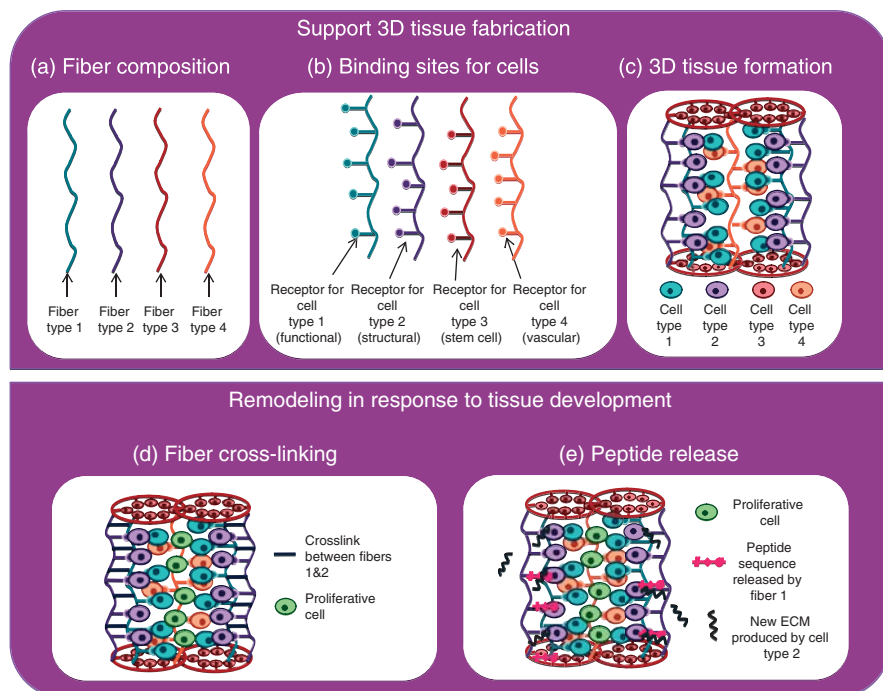 Support 3D tissue fabrication
(a) Fiber composition
(b) Binding sites for cells
(c) 3D tissue formation
Fiber
type 1
Fiber
type 2
Fiber
type 3
Fiber
type 4
Receptor for
cell
type 1
(functional)
Receptor for
cell
type 2
(structural)
Receptor for
cell
type 3
(stem cell)
Receptor for
cell
type 4
(vascular)
Cell
type
1
Cell
type
2
Cell
type
3
Cell
type
4
Remodeling in response to tissue development
(d) Fiber cross-linking
(e) Peptide release
Crosslink
between fibers
1&2
Proliferative
cell
Proliferative
cell
Peptide
sequence
released by
fiber 1
New ECM
produced by cell
type 2